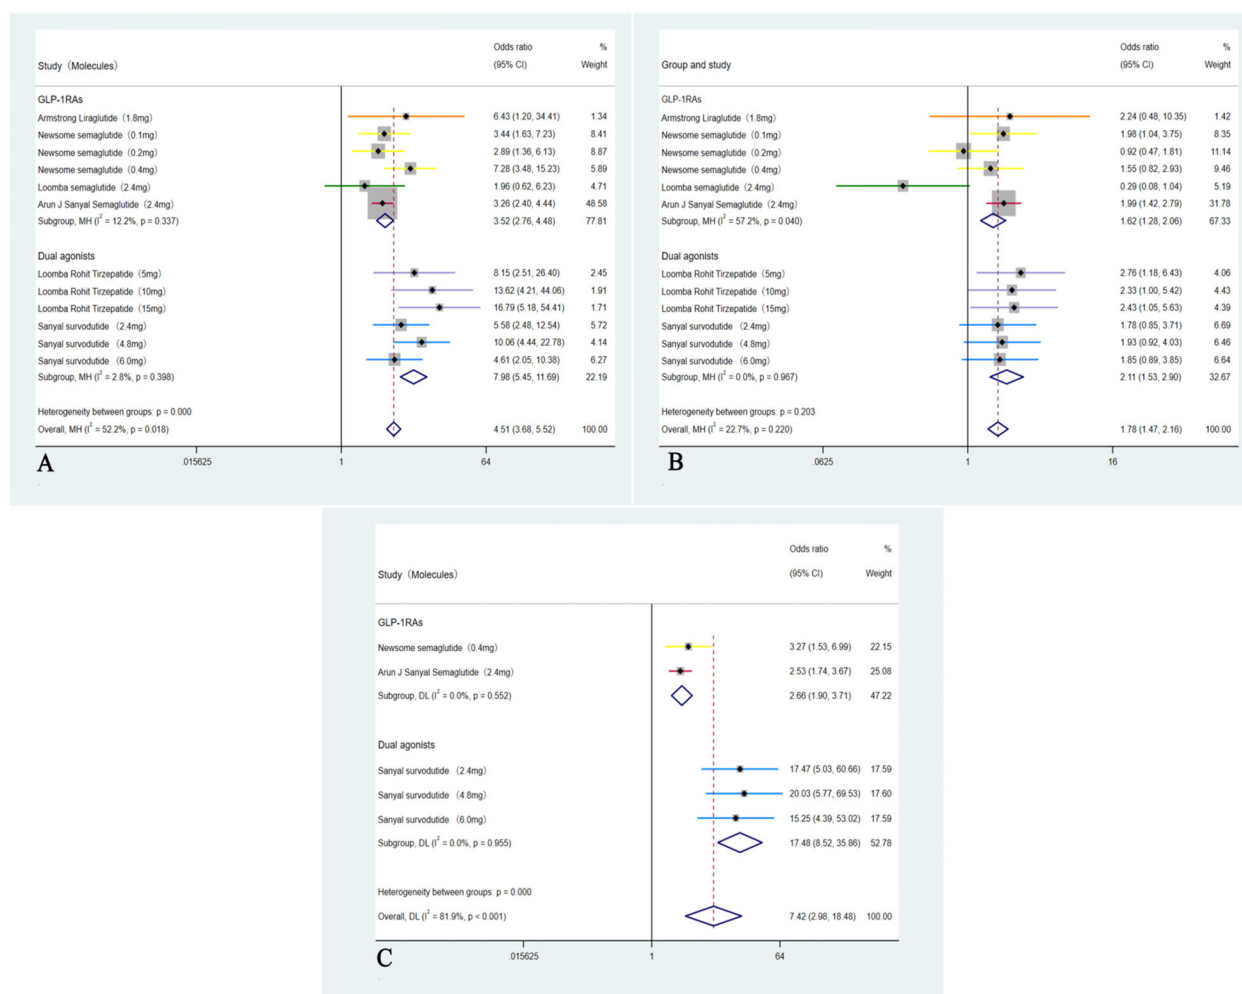 Odds ratio %
Study（Molecules） (95% CI) Weight
GLP-1RAs
Armstrong Liraglutide（1.8mg） 6.43 (1.20, 34.41) 1.34
Newsome semaglutide（0.1mg） 3.44 (1.63, 7.23) 8.41
Newsome semaglutide（0.2mg） 2.89 (1.36, 6.13) 8.87
Newsome semaglutide（0.4mg） 7.28 (3.48, 15.23) 5.89
Loomba semaglutide（2.4mg） 1.96 (0.62, 6.23) 4.71
Arun J Sanyal Semaglutide（2.4mg） 3.26 (2.40, 4.44) 48.58
Subgroup, MH (I² = 12.2%, p = 0.337) 3.52 (2.76, 4.48) 77.81
Dual agonists
Loomba Rohit Tirzepatide（5mg） 8.15 (2.51, 26.40) 2.45
Loomba Rohit Tirzepatide（10mg） 13.62 (4.21, 44.06) 1.91
Loomba Rohit Tirzepatide（15mg） 16.79 (5.18, 54.41) 1.71
Sanyal survodutide（2.4mg） 5.58 (2.48, 12.54) 5.72
Sanyal survodutide（4.8mg） 10.06 (4.44, 22.78) 4.14
Sanyal survodutide（6.0mg） 4.61 (2.05, 10.38) 6.27
Subgroup, MH (I² = 2.8%, p = 0.398) 7.98 (5.45, 11.69) 22.19
Heterogeneity between groups: p = 0.000
Overall, MH (I² = 52.2%, p = 0.018) 4.51 (3.68, 5.52) 100.00
.015625 1 64
A
Odds ratio %
Group and study (95% CI) Weight
GLP-1RAs
Armstrong Liraglutide（1.8mg） 2.24 (0.48, 10.35) 1.42
Newsome semaglutide（0.1mg） 1.98 (1.04, 3.75) 8.35
Newsome semaglutide（0.2mg） 0.92 (0.47, 1.81) 11.14
Newsome semaglutide（0.4mg） 1.55 (0.82, 2.93) 9.46
Loomba semaglutide（2.4mg） 0.29 (0.08, 1.04) 5.19
Arun J Sanyal Semaglutide（2.4mg） 1.99 (1.42, 2.79) 31.78
Subgroup, MH (I² = 57.2%, p = 0.040) 1.62 (1.28, 2.06) 67.33
Dual agonists
Loomba Rohit Tirzepatide（5mg） 2.76 (1.18, 6.43) 4.06
Loomba Rohit Tirzepatide（10mg） 2.33 (1.00, 5.42) 4.43
Loomba Rohit Tirzepatide（15mg） 2.43 (1.05, 5.63) 4.39
Sanyal survodutide（2.4mg） 1.78 (0.85, 3.71) 6.69
Sanyal survodutide（4.8mg） 1.93 (0.92, 4.03) 6.46
Sanyal survodutide（6.0mg） 1.85 (0.89, 3.85) 6.64
Subgroup, MH (I² = 0.0%, p = 0.967) 2.11 (1.53, 2.90) 32.67
Heterogeneity between groups: p = 0.203
Overall, MH (I² = 22.7%, p = 0.220) 1.78 (1.47, 2.16) 100.00
.0625 1 16
B
Odds ratio %
Study（Molecules） (95% CI) Weight
GLP-1RAs
Newsome semaglutide（0.4mg） 3.27 (1.53, 6.99) 22.15
Arun J Sanyal Semaglutide（2.4mg） 2.53 (1.74, 3.67) 25.08
Subgroup, DL (I² = 0.0%, p = 0.552) 2.66 (1.90, 3.71) 47.22
Dual agonists
Sanyal survodutide （2.4mg） 17.47 (5.03, 60.66) 17.59
Sanyal survodutide （4.8mg） 20.03 (5.77, 69.53) 17.60
Sanyal survodutide （6.0mg） 15.25 (4.39, 53.02) 17.59
Subgroup, DL (I² = 0.0%, p = 0.955) 17.48 (8.52, 35.86) 52.78
Heterogeneity between groups: p = 0.000
Overall, DL (I² = 81.9%, p < 0.001) 7.42 (2.98, 18.48) 100.00
.015625 1 64
C